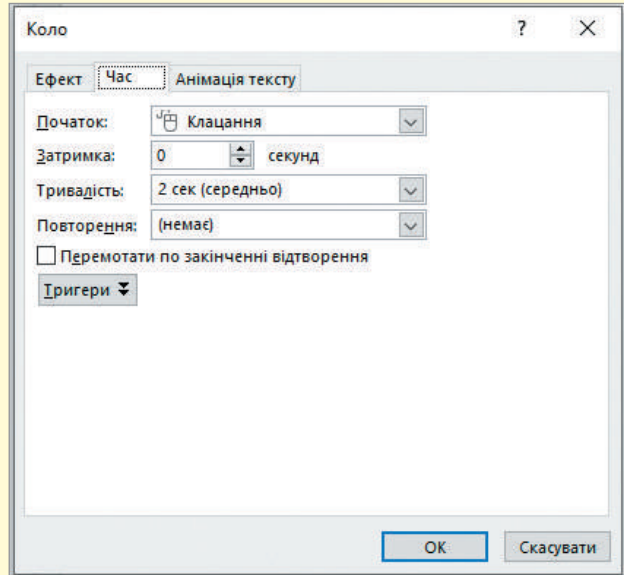 Коло ?
Ефект Час Анімація тексту
Початок: Клацання
Затримка: 0 секунд
Тривалість: 2 сек (середньо)
Повторення: (немає)
Перемотати по закінченні відтворення
Тригери
ОК Скасувати